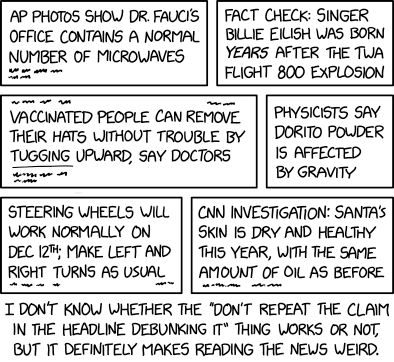 AP PHOTOS SHOW DR. FAUCI'S
OFFICE CONTAINS A NORMAL
NUMBER OF MICROWAVES
FACT CHECK: SINGER
BILLIE EILISH WAS BORN
YEARS AFTER THE TWA
FLIGHT 800 EXPLOSION
VACCINATED PEOPLE CAN REMOVE
THEIR HATS WITHOUT TROUBLE BY
TUGGING UPWARD, SAY DOCTORS
PHYSICISTS SAY
DORITO POWDER
IS AFFECTED
BY GRAVITY
STEERING WHEELS WILL
WORK NORMALLY ON
DEC 12TH; MAKE LEFT AND
RIGHT TURNS AS USUAL
CNN INVESTIGATION: SANTA'S
SKIN IS DRY AND HEALTHY
THIS YEAR, WITH THE SAME
AMOUNT OF OIL AS BEFORE
I DON'T KNOW WHETHER THE "DON'T REPEAT THE CLAIM
IN THE HEADLINE DEBUNKING IT" THING WORKS OR NOT,
BUT IT DEFINITELY MAKES READING THE NEWS WEIRD.